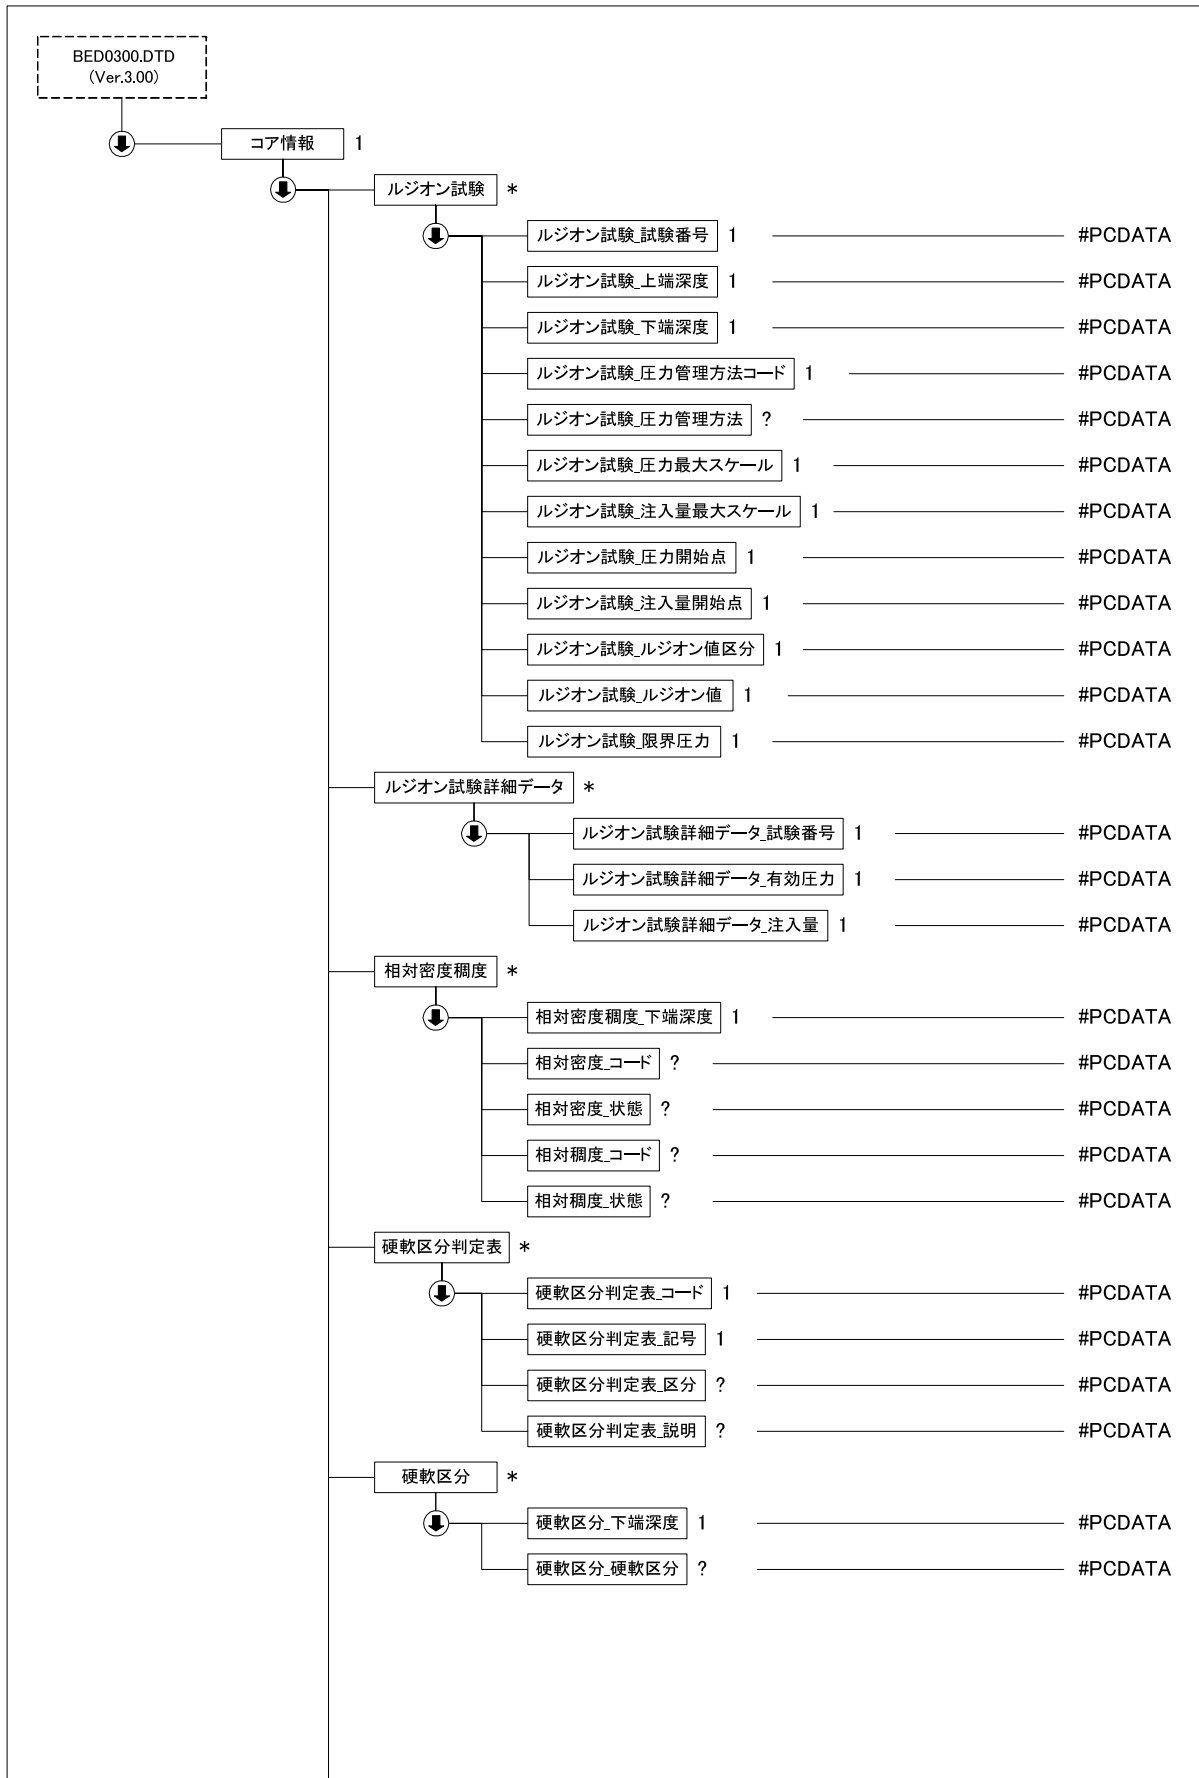 BED0300.DTD
(Ver.3.00)
コア情報 1
ルジオン試験 *
ルジオン試験_試験番号 1 #PCDATA
ルジオン試験_上端深度 1 #PCDATA
ルジオン試験_下端深度 1 #PCDATA
ルジオン試験_圧力管理方法コード 1 #PCDATA
ルジオン試験_圧力管理方法 ? #PCDATA
ルジオン試験_圧力最大スケール 1 #PCDATA
ルジオン試験_注入量最大スケール 1 #PCDATA
ルジオン試験_圧力開始点 1 #PCDATA
ルジオン試験_注入量開始点 1 #PCDATA
ルジオン試験_ルジオン値区分 1 #PCDATA
ルジオン試験_ルジオン値 1 #PCDATA
ルジオン試験_限界圧力 1 #PCDATA
ルジオン試験詳細データ *
ルジオン試験詳細データ_試験番号 1 #PCDATA
ルジオン試験詳細データ_有効圧力 1 #PCDATA
ルジオン試験詳細データ_注入量 1 #PCDATA
相対密度稠度 *
相対密度稠度_下端深度 1 #PCDATA
相対密度_コード ? #PCDATA
相対密度_状態 ? #PCDATA
相対稠度_コード ? #PCDATA
相対稠度_状態 ? #PCDATA
硬軟区分判定表 *
硬軟区分判定表_コード 1 #PCDATA
硬軟区分判定表_記号 1 #PCDATA
硬軟区分判定表_区分 ? #PCDATA
硬軟区分判定表_説明 ? #PCDATA
硬軟区分 *
硬軟区分_下端深度 1 #PCDATA
硬軟区分_硬軟区分 ? #PCDATA